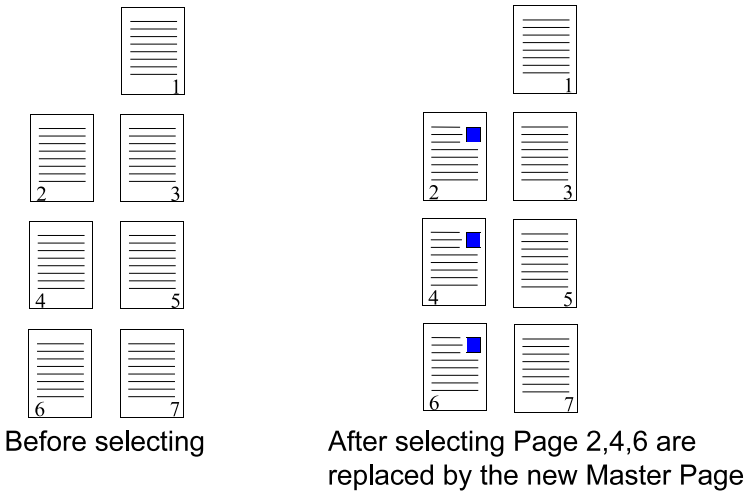 1
1
2 3
2 3
4 5
4 5
6 7
6 7
Before selecting
After selecting Page 2,4,6 are
replaced by the new Master Page